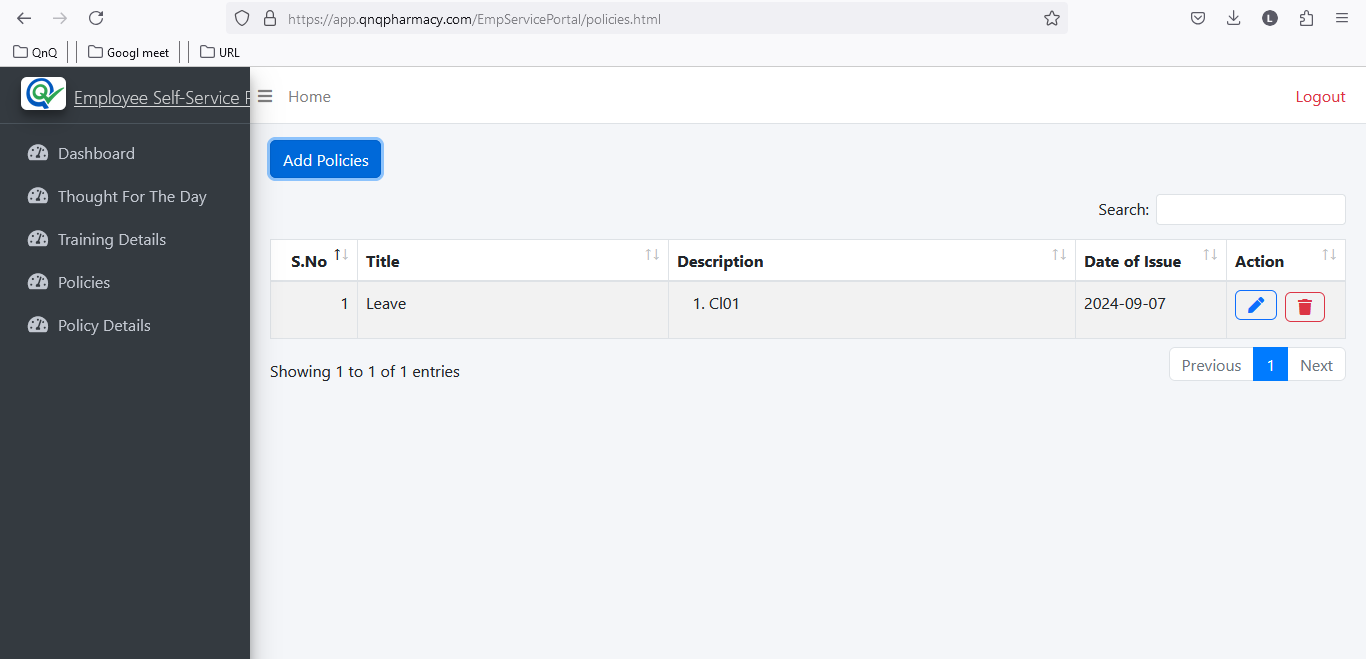 https://app.qnqpharmacy.com/EmpServicePortal/policies.html
L
QnQ Googl meet URL
Employee Self-Service P
Home
Logout
Dashboard
Thought For The Day
Training Details
Policies
Policy Details
Add Policies
Search:
S.No Title Description Date of Issue Action
1 Leave 1. Cl01 2024-09-07
Showing 1 to 1 of 1 entries
Previous 1 Next